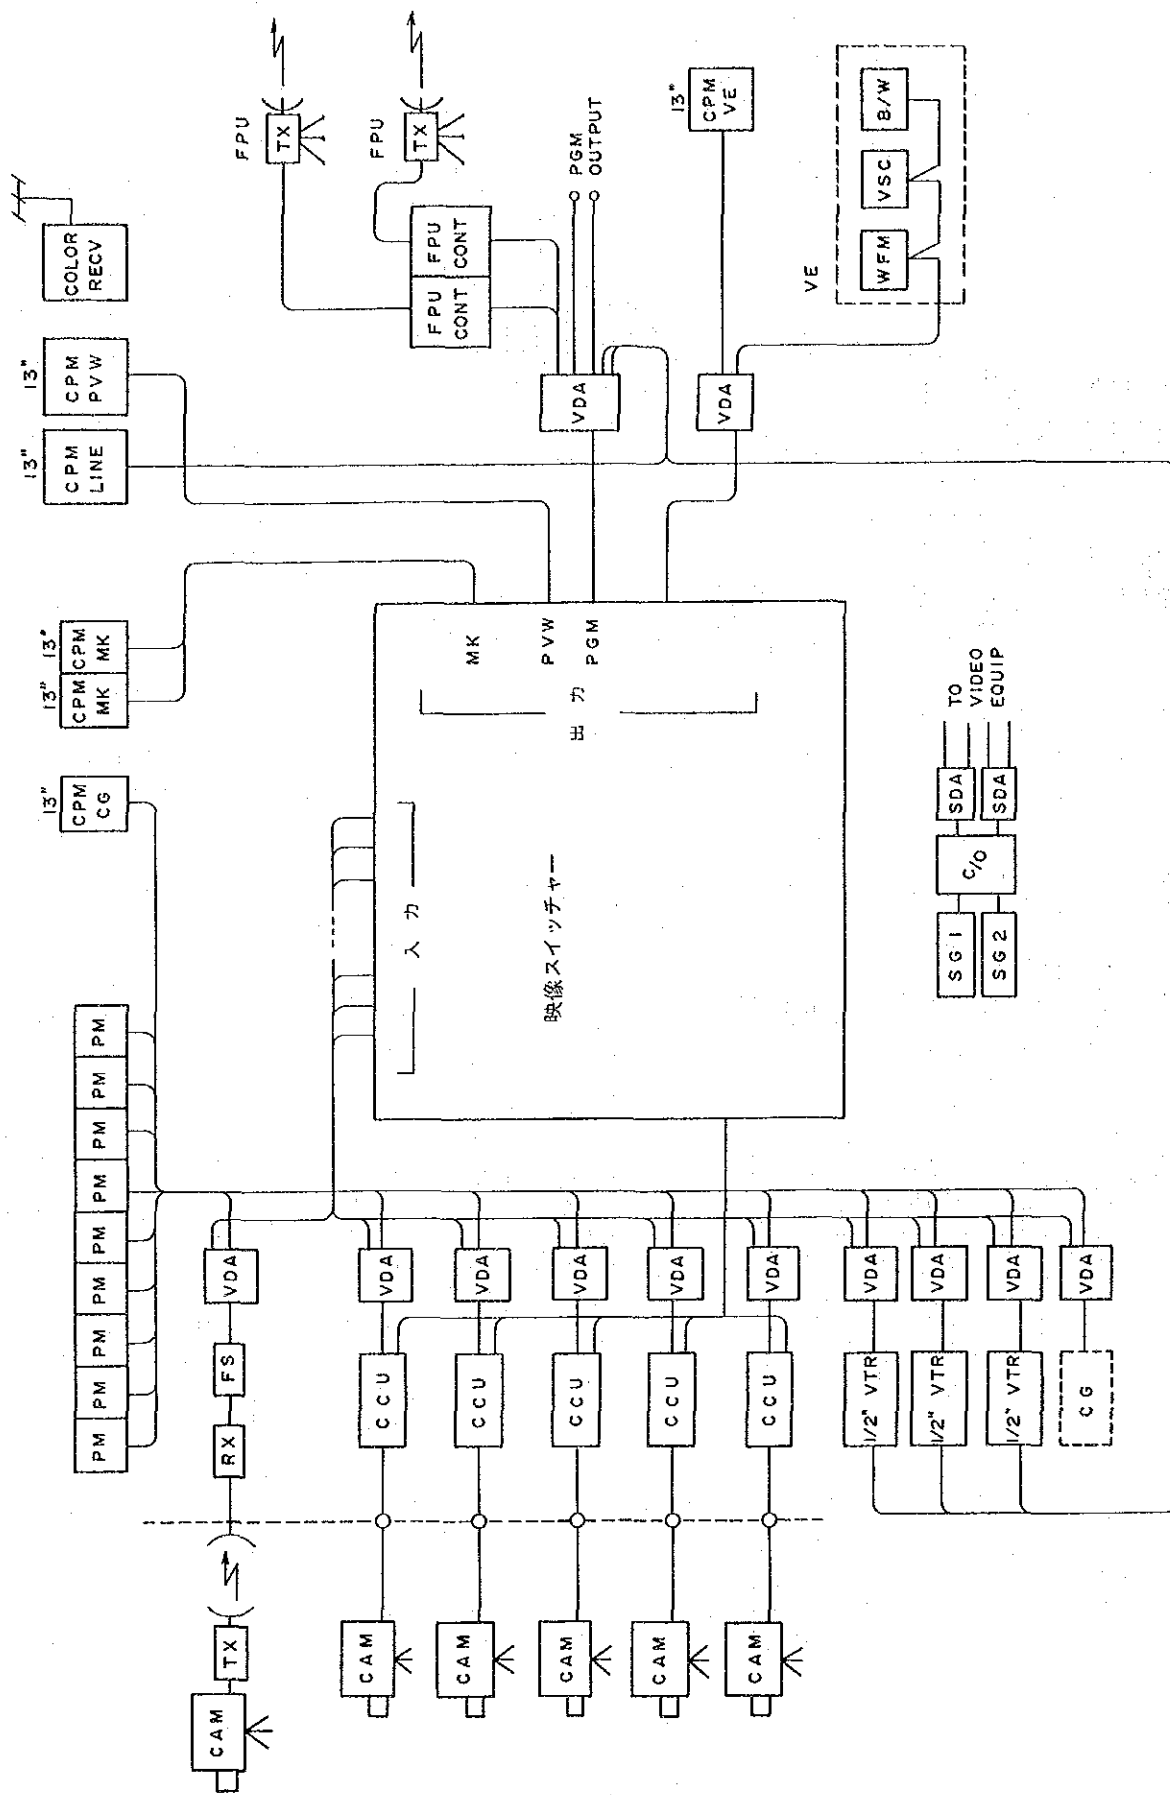 CAM
TX
RX
FS
VDA
PM
PM
PM
PM
PM
PM
PM
PM
PM
13"
CPM
CG
13"
CPM
MK
13"
CPM
MK
13"
CPM
LINE
13"
CPM
PVW
COLOR
RECV
CAM
CCU
VDA
CAM
CCU
VDA
CAM
CCU
VDA
CAM
CCU
VDA
CAM
CCU
VDA
1/2" VTR
VDA
1/2" VTR
VDA
1/2" VTR
VDA
CG
VDA
入 力
映像スイッチャー
出 力
MK
PVW
PGM
FPU
TX
FPU
TX
FPU
CONT
FPU
CONT
VDA
PGM
OUTPUT
VDA
13"
CPM
VE
VE
WFM
VSC
B/W
SG 1
SG 2
C/O
SDA
SDA
TO
VIDEO
EQUIP